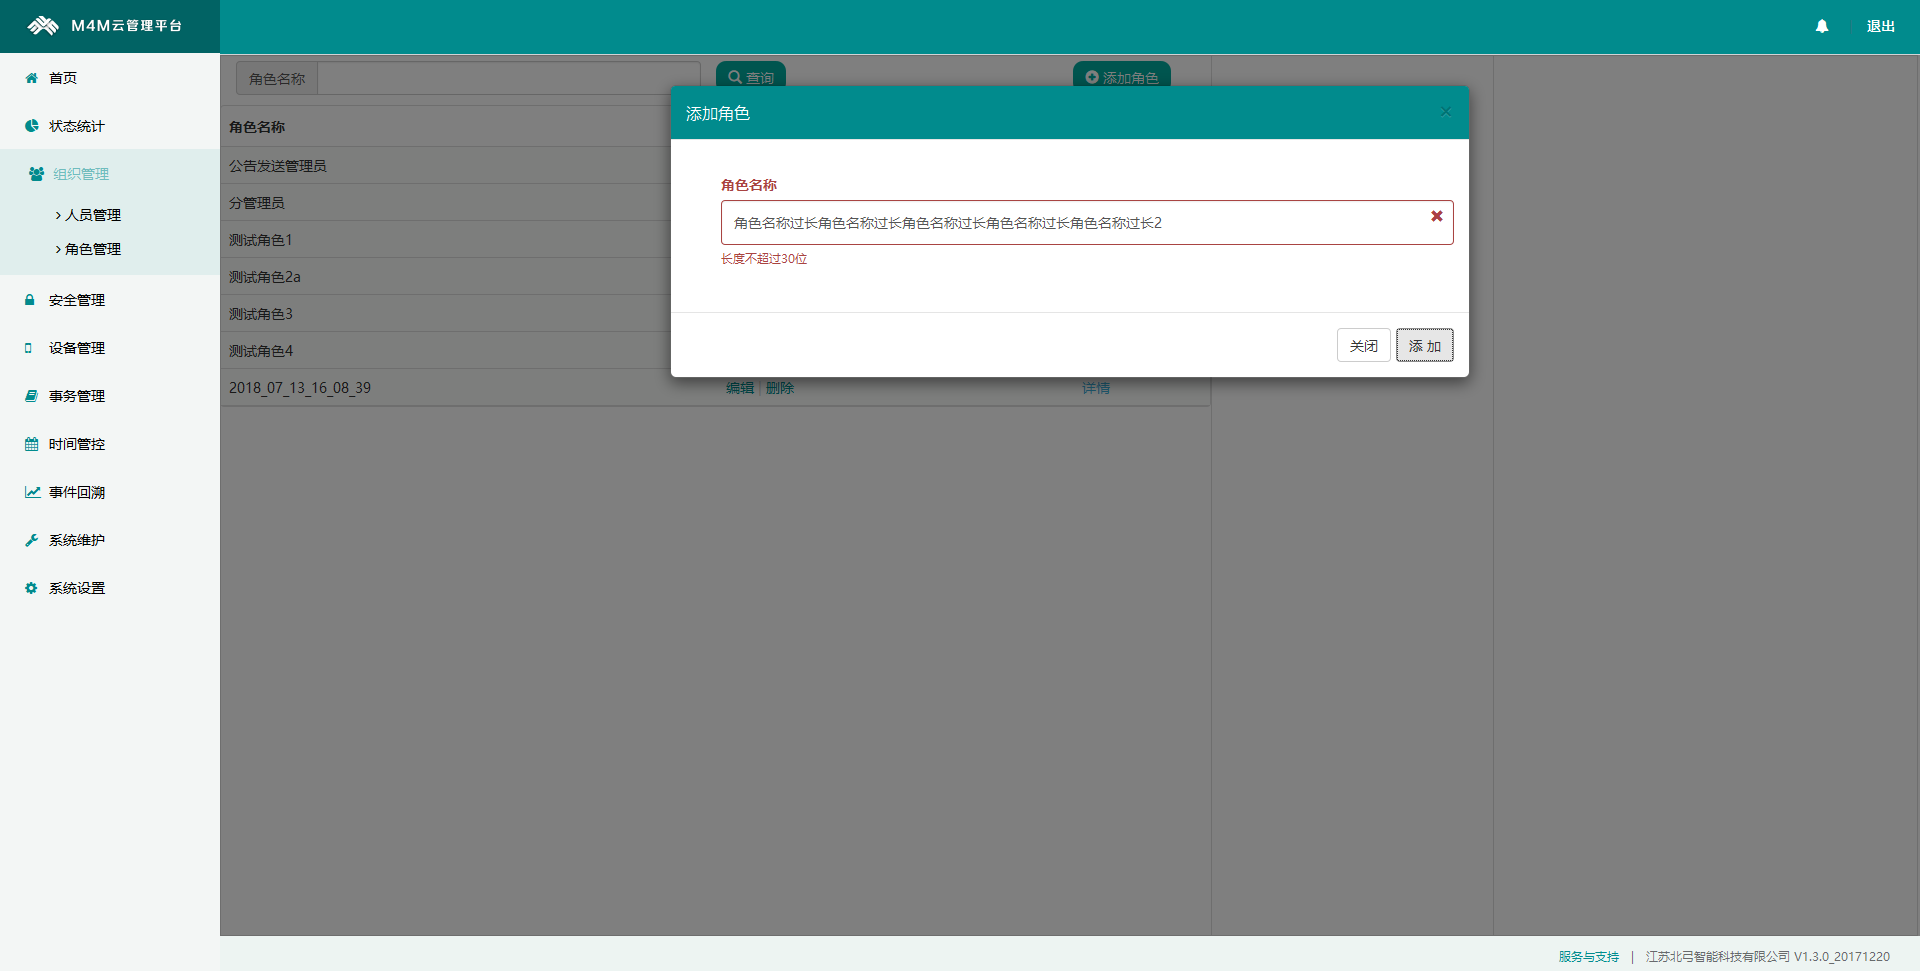 M4M云管理平台
退出
首页
状态统计
组织管理
人员管理
角色管理
安全管理
设备管理
事务管理
时间管控
事件回溯
系统维护
系统设置
角色名称
查询
添加角色
角色名称
公告发送管理员
分管理员
测试角色1
测试角色2a
测试角色3
测试角色4
2018_07_13_16_08_39 编辑 | 删除 详情
添加角色
×
角色名称
角色名称过长角色名称过长角色名称过长角色名称过长角色名称过长2
长度不超过30位
关闭 添 加
服务与支持 | 江苏北弓智能科技有限公司 V1.3.0_20171220